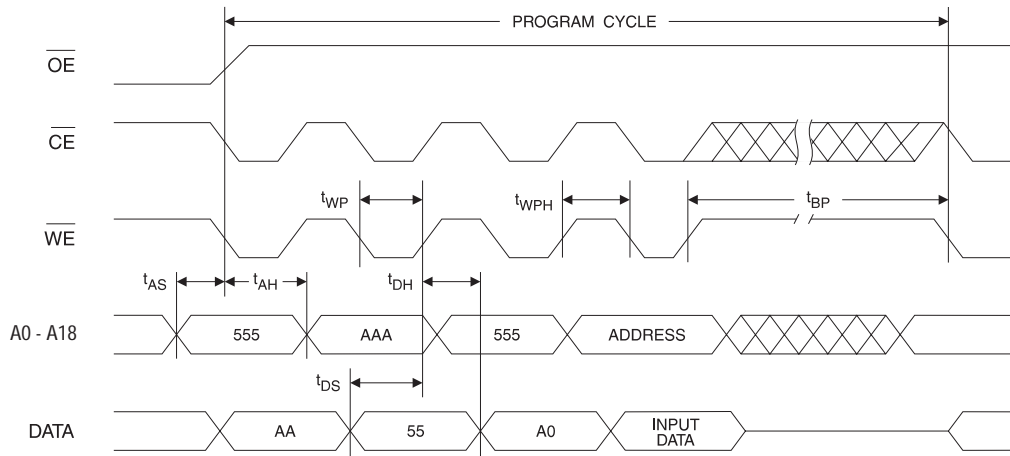 PROGRAM CYCLE
OE
CE
tWP
tWPH
tBP
WE
tAS
tAH
tDH
A0 - A18
555
AAA
555
ADDRESS
tDS
DATA
AA
55
A0
INPUT
DATA